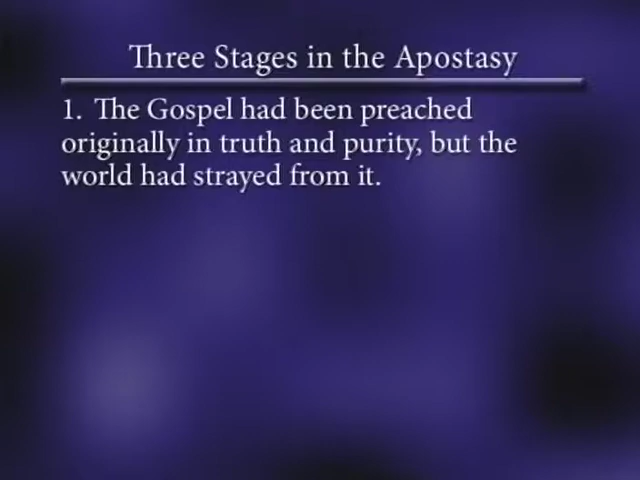 Three Stages in the Apostasy
1. The Gospel had been preached
originally in truth and purity, but the
world had strayed from it.